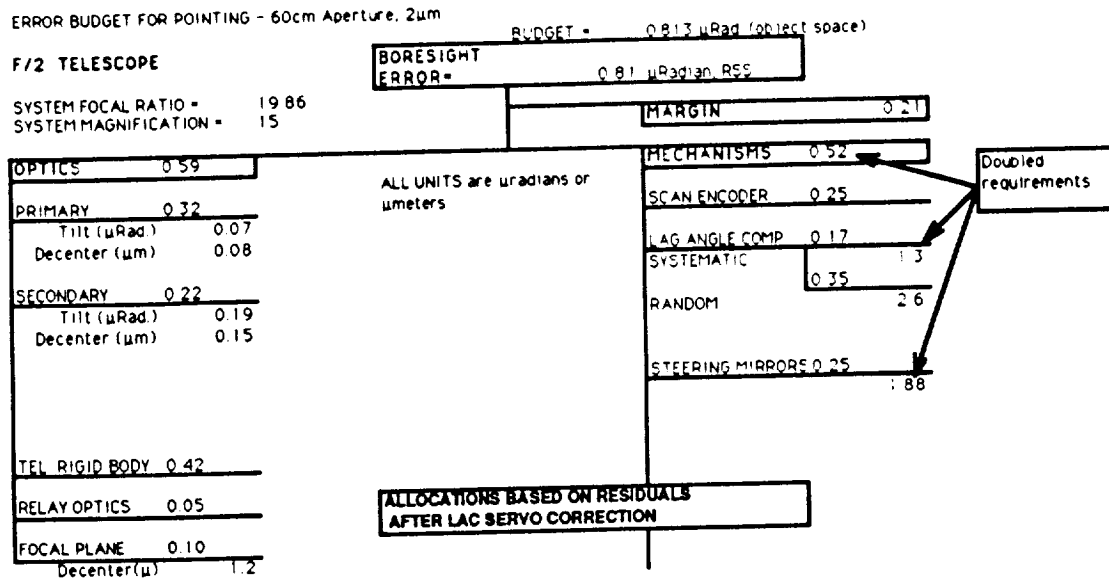 ERROR BUDGET FOR POINTING - 60cm Aperture, 2µm
BUDGET = 0.813 µRad (object space)
F/2 TELESCOPE
BORESIGHT
ERROR= 0.81 µRadian, RSS
SYSTEM FOCAL RATIO = 19.86
SYSTEM MAGNIFICATION = 15
MARGIN 0.21
OPTICS 0.59
MECHANISMS 0.52
Doubled
requirements
ALL UNITS are µradians or
µmeters
PRIMARY 0.32
Tilt (µRad.) 0.07
Decenter (µm) 0.08
SCAN ENCODER 0.25
LAG ANGLE COMP 0.17
SYSTEMATIC 1.3
0.35
RANDOM 2.6
SECONDARY 0.22
Tilt (µRad.) 0.19
Decenter (µm) 0.15
STEERING MIRRORS 0.25
1.88
TEL RIGID BODY 0.42
RELAY OPTICS 0.05
FOCAL PLANE 0.10
Decenter(µ) 1.2
ALLOCATIONS BASED ON RESIDUALS
AFTER LAC SERVO CORRECTION